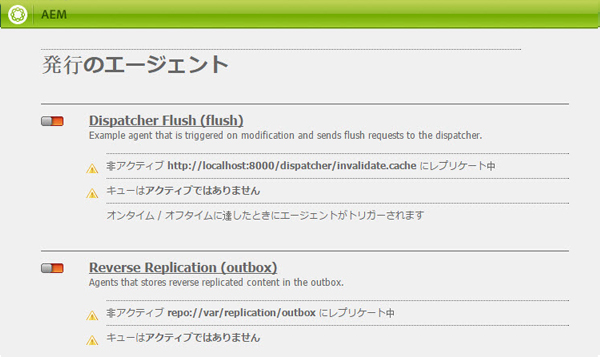 AEM
発行のエージェント
Dispatcher Flush (flush)
Example agent that is triggered on modification and sends flush requests to the dispatcher.
非アクティブ http://localhost:8000/dispatcher/invalidate.cache にレプリケート中
キューはアクティブではありません
オンタイム / オフタイムに達したときにエージェントがトリガーされます
Reverse Replication (outbox)
Agents that stores reverse replicated content in the outbox.
非アクティブ repo://var/replication/outbox にレプリケート中
キューはアクティブではありません